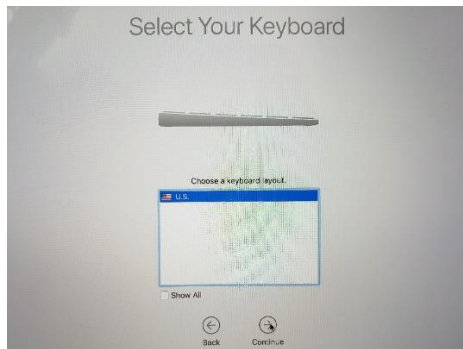 Select Your Keyboard
Choose a keyboard layout.
U.S.
Show All
Back
Continue